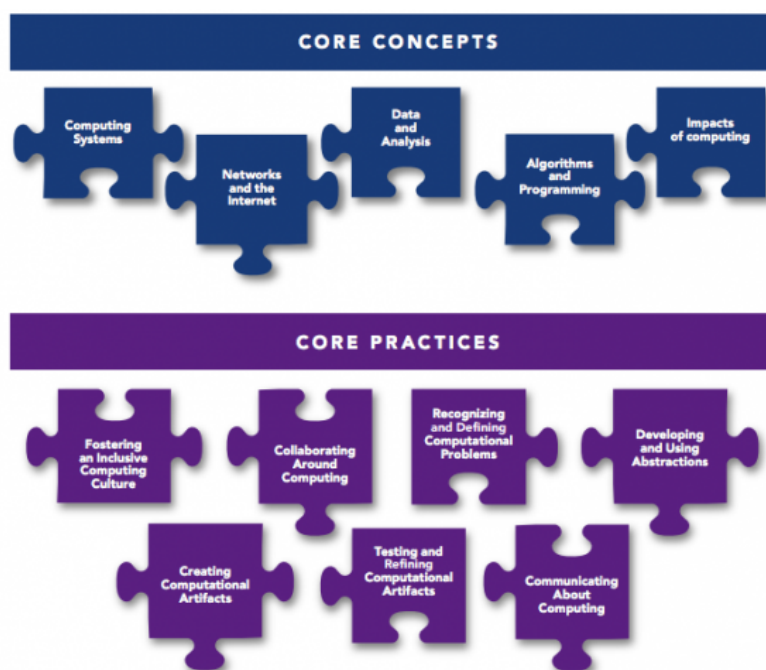 CORE CONCEPTS
Computing
Systems
Networks
and the
Internet
Data
and
Analysis
Algorithms
and
Programming
Impacts
of computing
CORE PRACTICES
Fostering
an Inclusive
Computing
Culture
Collaborating
Around
Computing
Recognizing
and Defining
Computational
Problems
Developing
and Using
Abstractions
Creating
Computational
Artifacts
Testing and
Refining
Computational
Artifacts
Communicating
About
Computing